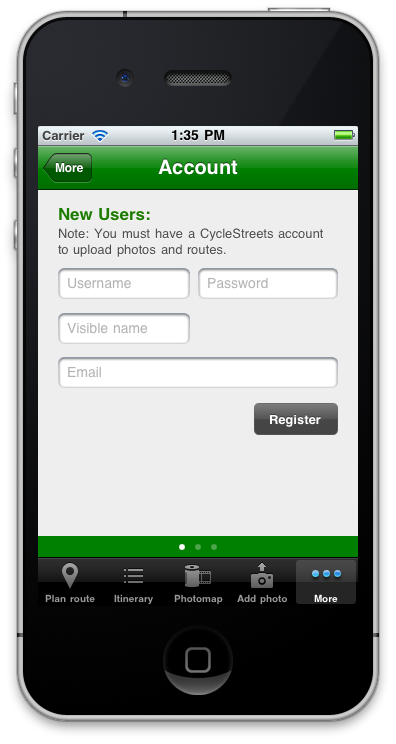 Carrier 1:35 PM
More Account
New Users:
Note: You must have a CycleStreets account
to upload photos and routes.
Username Password
Visible name
Email
Register
Plan route Itinerary Photomap Add photo More